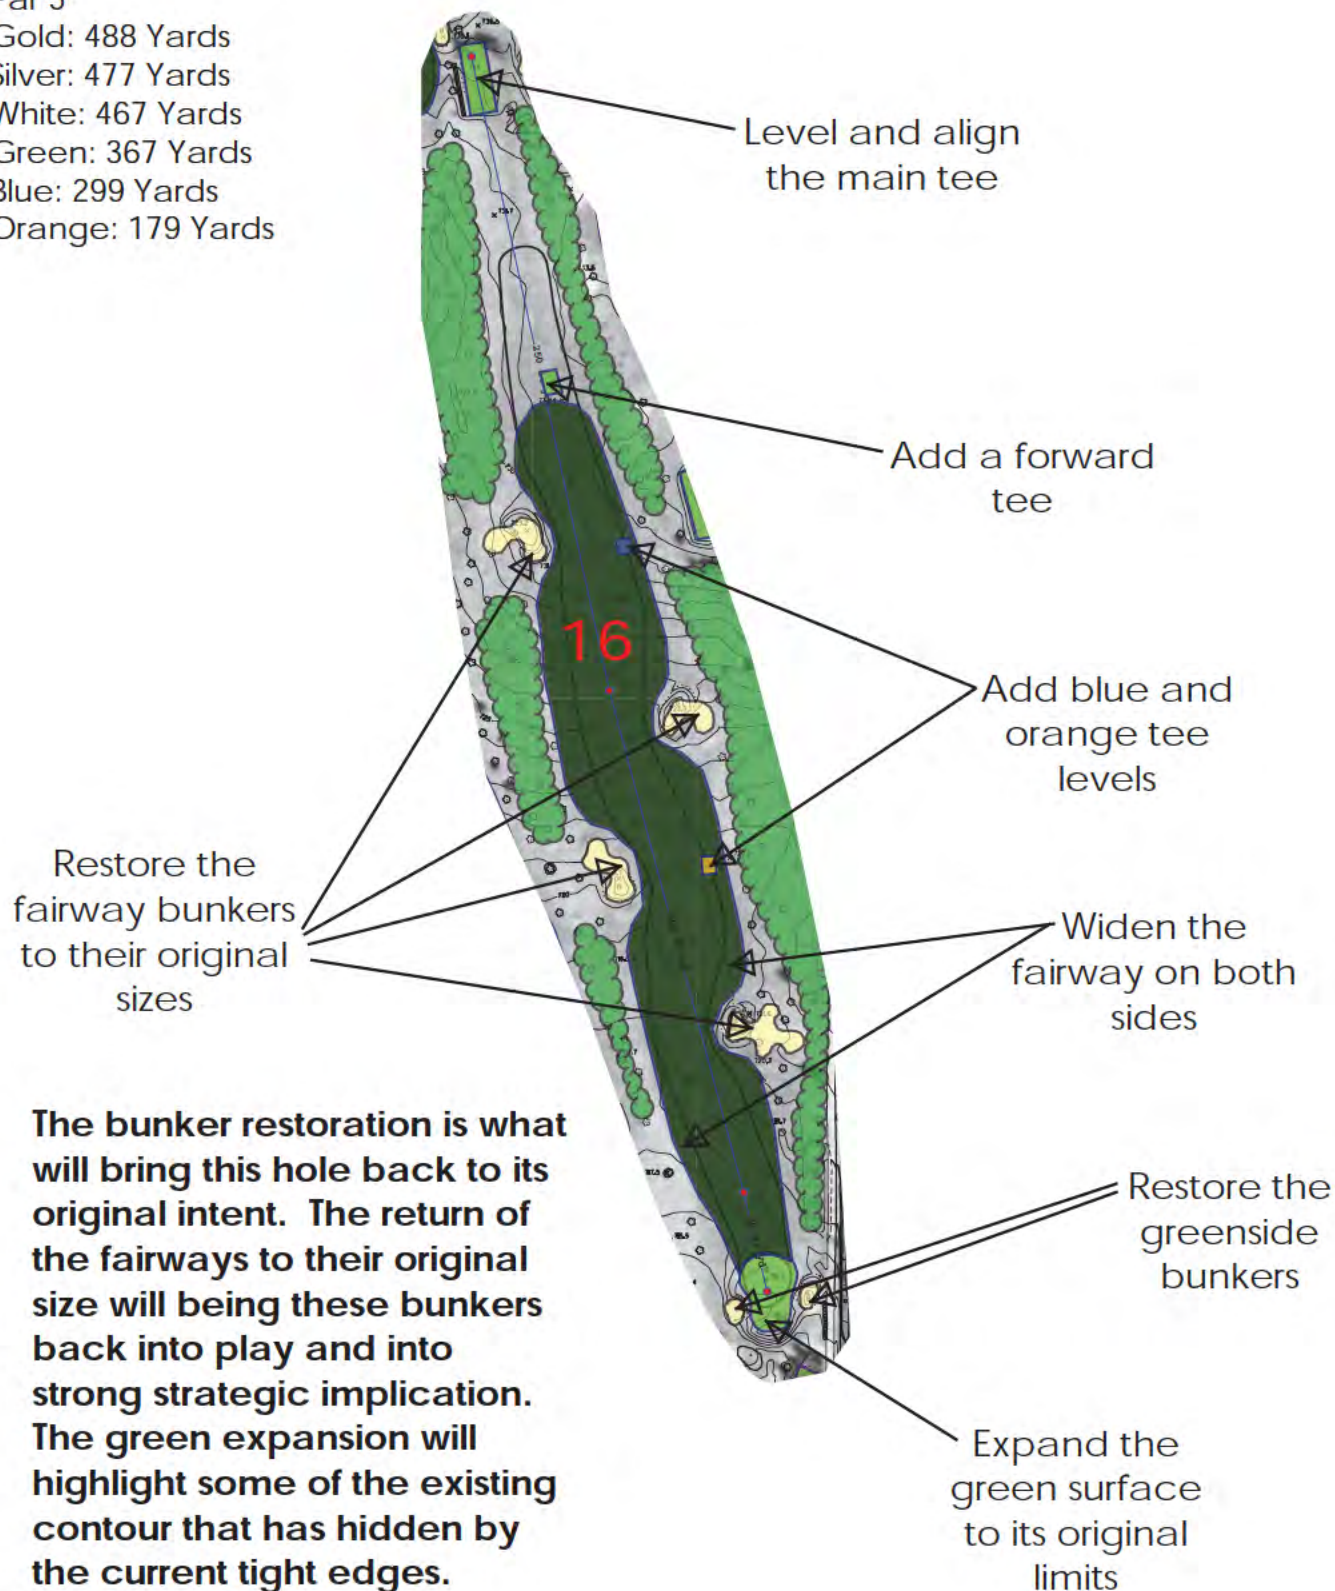 Par 5
Gold: 488 Yards
Silver: 477 Yards
White: 467 Yards
Green: 367 Yards
Blue: 299 Yards
Orange: 179 Yards
Level and align
the main tee
Add a forward
tee
250
16
Add blue and
orange tee
levels
Restore the
fairway bunkers
to their original
sizes
Widen the
fairway on both
sides
The bunker restoration is what
will bring this hole back to its
original intent.  The return of
the fairways to their original
size will being these bunkers
back into play and into
strong strategic implication.
The green expansion will
highlight some of the existing
contour that has hidden by
the current tight edges.
Restore the
greenside
bunkers
Expand the
green surface
to its original
limits